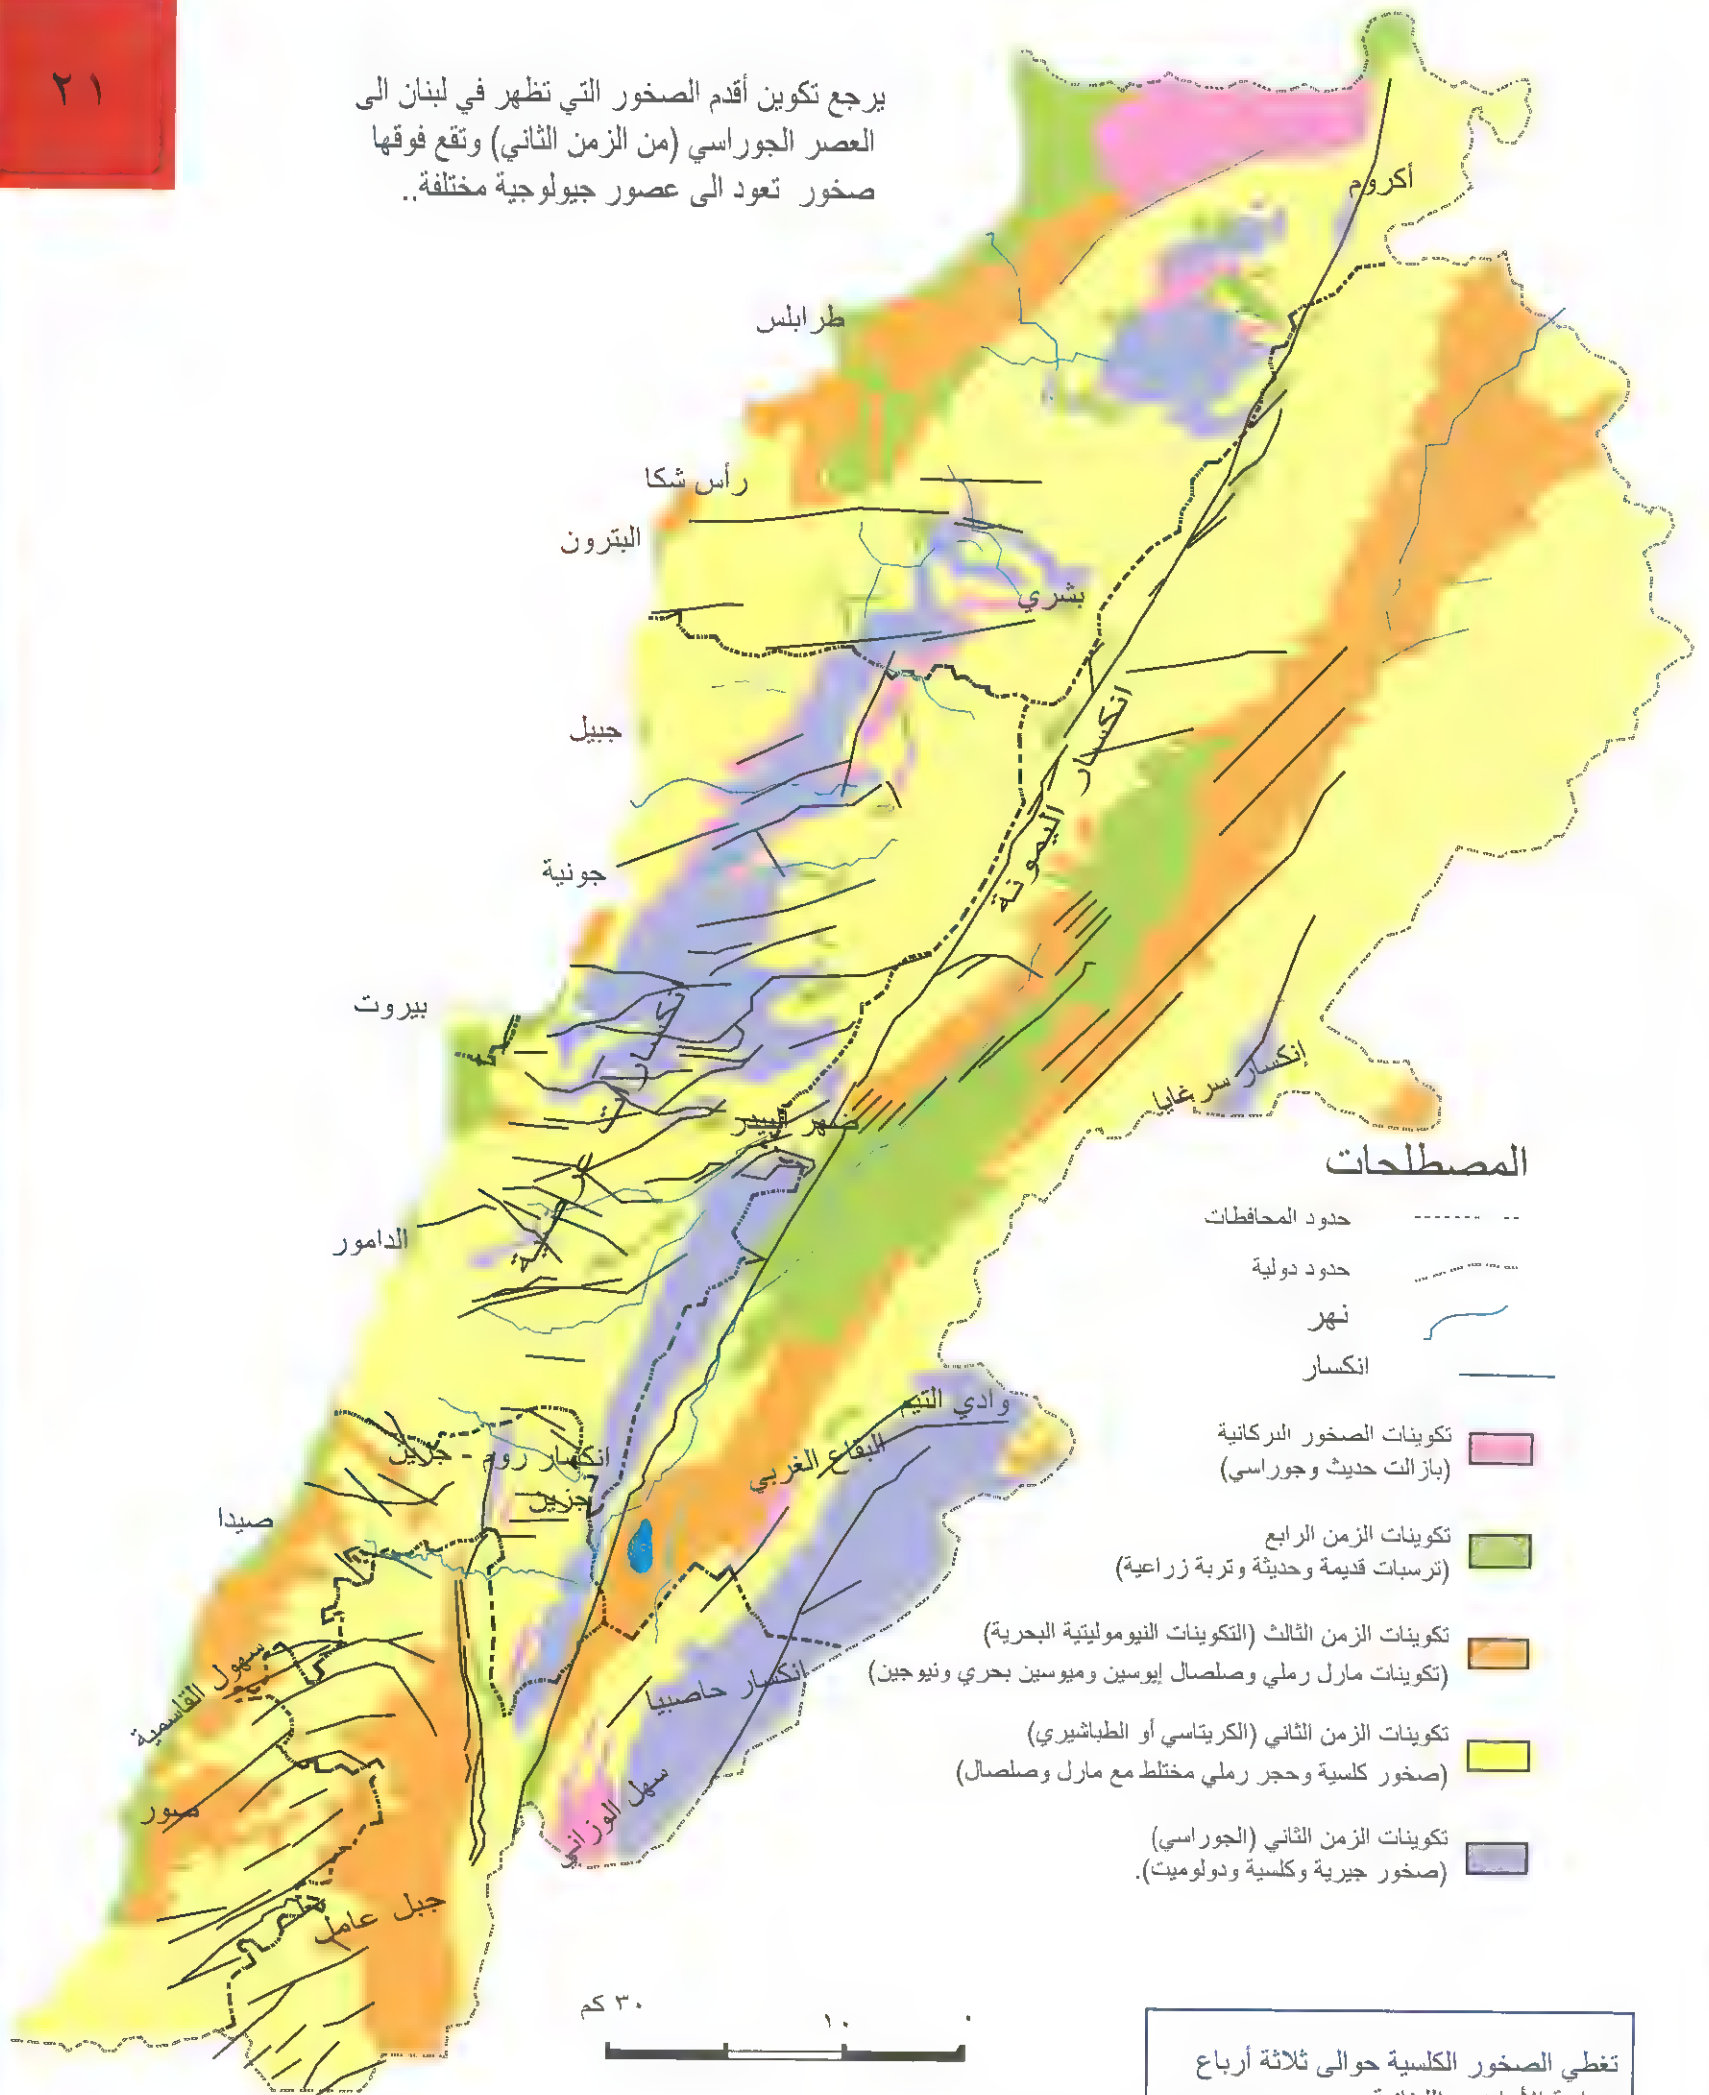 ٢١
يرجع تكوين أقدم الصخور التي تظهر في لبنان الى
العصر الجوراسي (من الزمن الثاني) وتقع فوقها
صخور تعود الى عصور جيولوجية مختلفة..
أكروم
طرابلس
رأس شكا
البترون
بشري
انكسار اليمونة
جبيل
جونية
بيروت
انكسار
إنكسار سرغايا
ضهر البيدر
الدامور
وادي التيم
البقاع الغربي
انكسار روم - جزين
جزين
صيدا
انكسار حاصبيا
سهول القاسمية
سهل الوزاني
صور
جبل عامل
المصطلحات
حدود المحافظات
حدود دولية
نهر
انكسار
تكوينات الصخور البركانية
(بازالت حديث وجوراسي)
تكوينات الزمن الرابع
(ترسبات قديمة وحديثة وتربة زراعية)
تكوينات الزمن الثالث (التكوينات النيوموليتية البحرية)
(تكوينات مارل رملي وصلصال إيوسين وميوسين بحري ونيوجين)
تكوينات الزمن الثاني (الكريتاسي أو الطباشيري)
(صخور كلسية وحجر رملي مختلط مع مارل وصلصال)
تكوينات الزمن الثاني (الجوراسي)
(صخور جيرية وكلسية ودولوميت).
٣٠ كم
١٠
٠
تغطي الصخور الكلسية حوالى ثلاثة أرباع